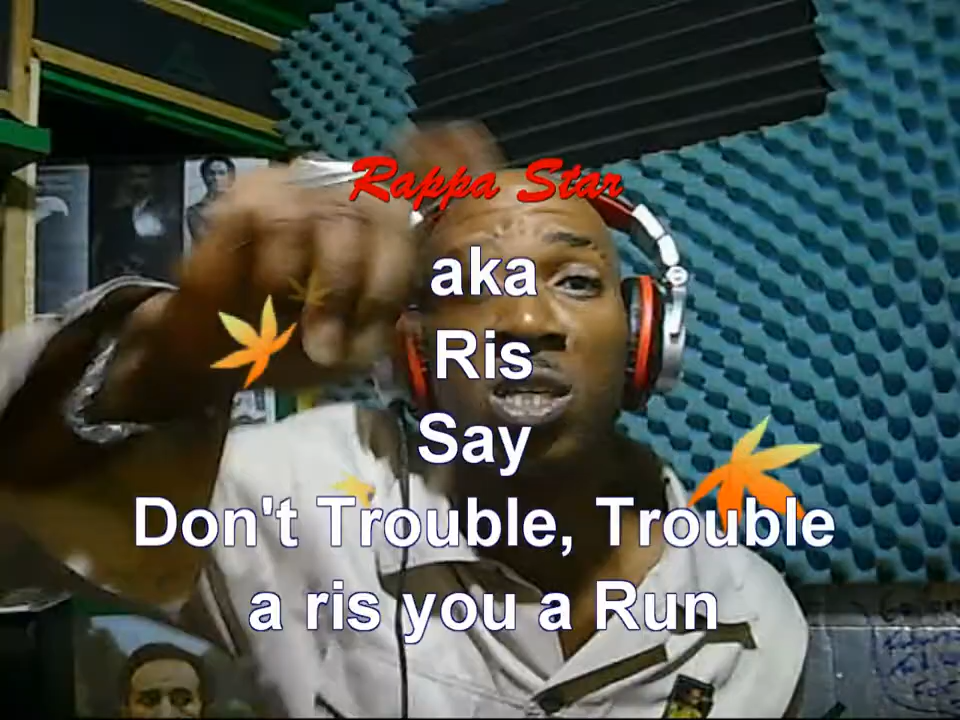 Rappa Star
aka
Ris
Say
Don't Trouble, Trouble
a ris you a Run